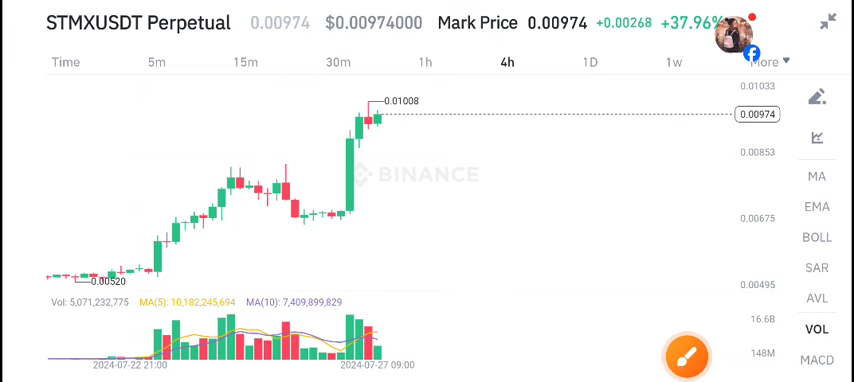 STMXUSDT Perpetual 0.00974 $0.00974000 Mark Price 0.00974 +0.00268 +37.96%
Time 5m 15m 30m 1h 4h 1D 1w More
0.01033
0.01008
0.00974
0.00853
BINANCE
MA
EMA
0.00675
BOLL
SAR
0.00520
0.00495
AVL
Vol: 5,071,232,775 MA(5): 10,182,245,694 MA(10): 7,409,899,829
16.6B
VOL
148M
MACD
2024-07-22 21:00 2024-07-27 09:00